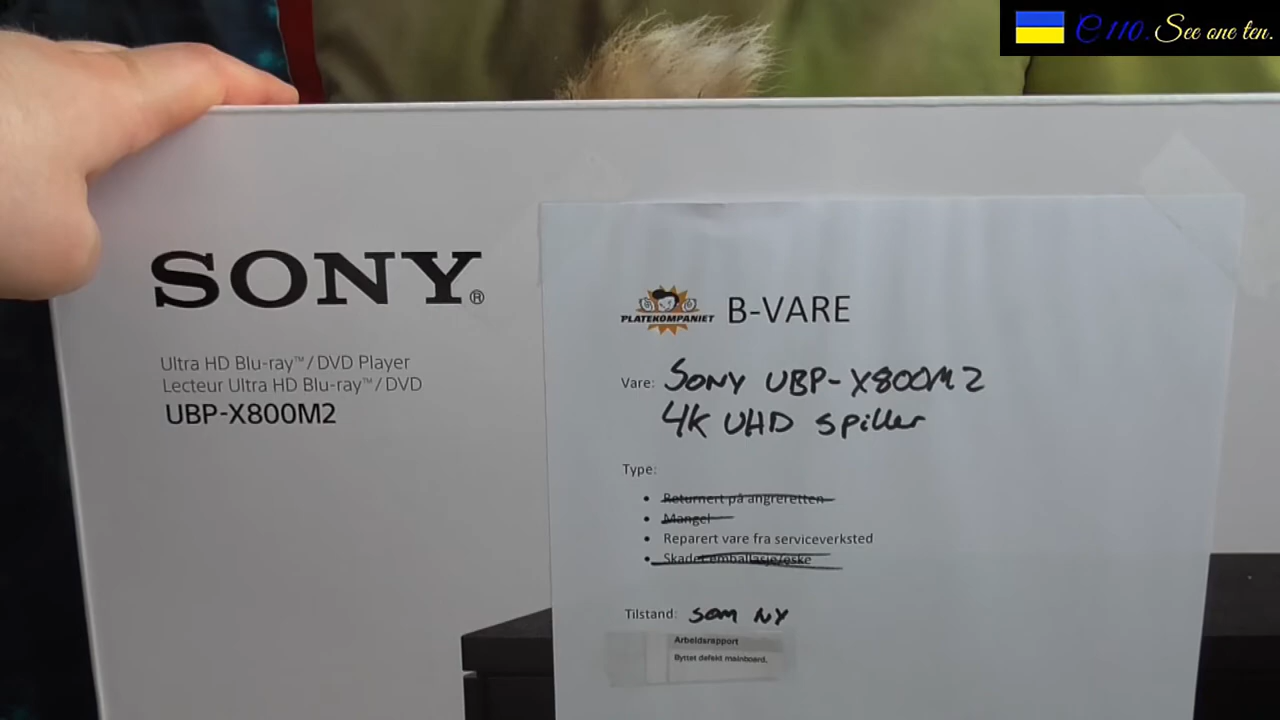 C 110. See one ten.
SONY®
Ultra HD Blu-ray™/DVD Player
Lecteur Ultra HD Blu-ray™/DVD
UBP-X800M2
PLATEKOMPANIET B-VARE
Vare: SONY UBP-X800M2
4K UHD spiller
Type:
• Returnert på angreretten
• Mangel
• Reparert vare fra serviceverksted
• Skadet emballasje/eske
Tilstand: SOM NY
Arbeidsrapport
Byttet defekt mainboard.